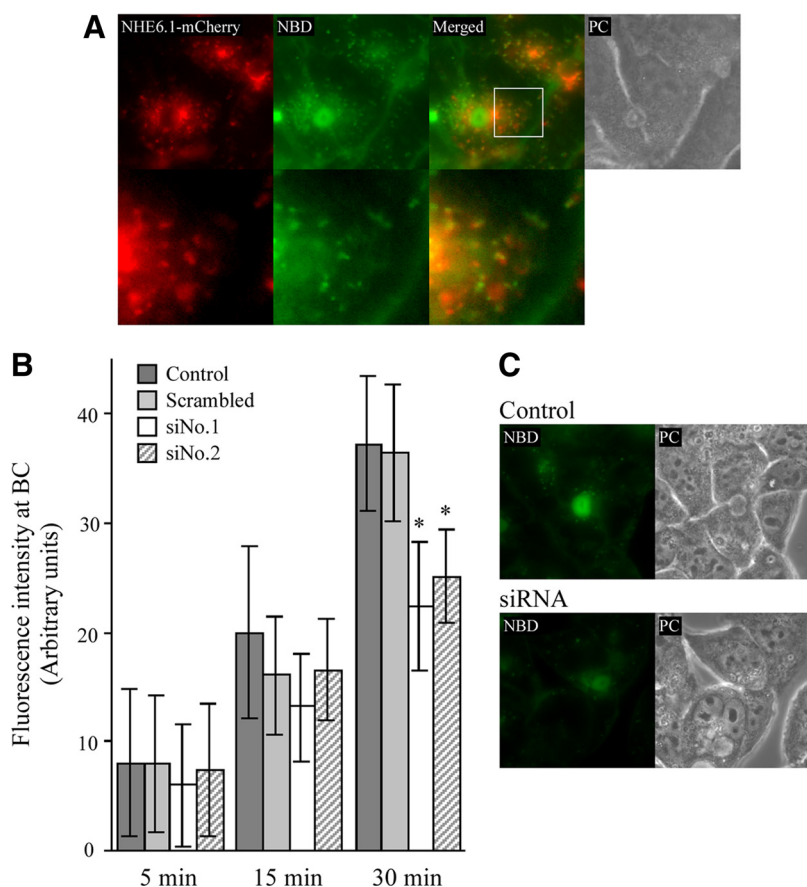 A
NHE6.1-mCherry
NBD
Merged
PC
B
Fluorescence intensity at BC
(Arbitrary units)
40
30
20
10
0
Control
Scrambled
siNo.1
siNo.2
* *
5 min
15 min
30 min
C
Control
NBD
PC
siRNA
NBD
PC